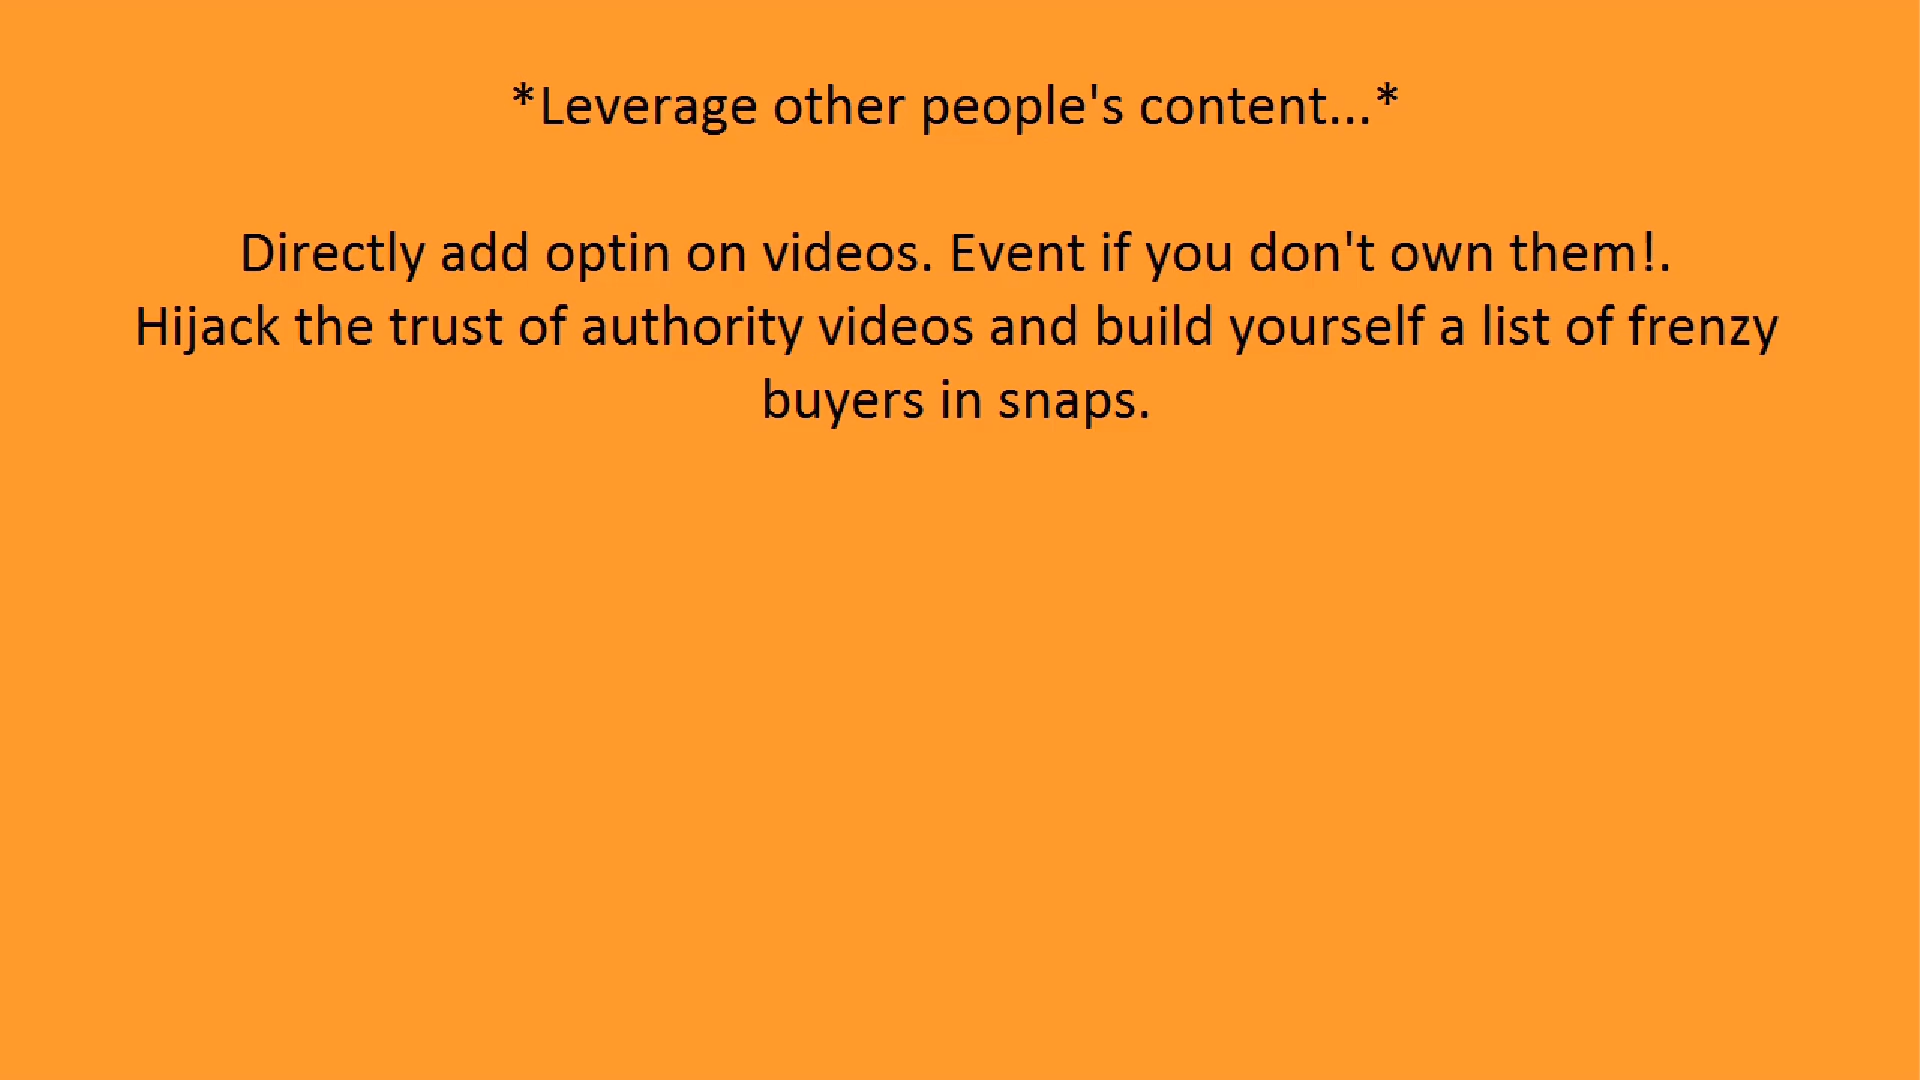 *Leverage other people's content...*
Directly add optin on videos. Event if you don't own them!.
Hijack the trust of authority videos and build yourself a list of frenzy
buyers in snaps.